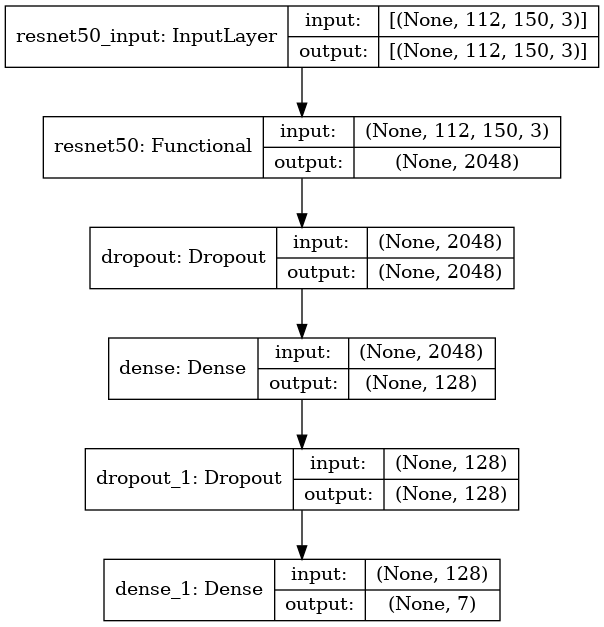 resnet50_input: InputLayer input: [(None, 112, 150, 3)]
output: [(None, 112, 150, 3)]
resnet50: Functional input: (None, 112, 150, 3)
output: (None, 2048)
dropout: Dropout input: (None, 2048)
output: (None, 2048)
dense: Dense input: (None, 2048)
output: (None, 128)
dropout_1: Dropout input: (None, 128)
output: (None, 128)
dense_1: Dense input: (None, 128)
output: (None, 7)